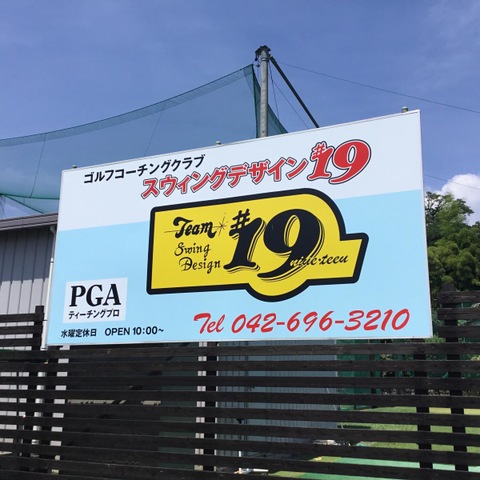 ゴルフコーチングクラブ
スウィングデザイン#19
Team #19
Swing
Design
nine-teen
PGA
ティーチングプロ
水曜定休日 OPEN 10:00~
Tel 042-696-3210